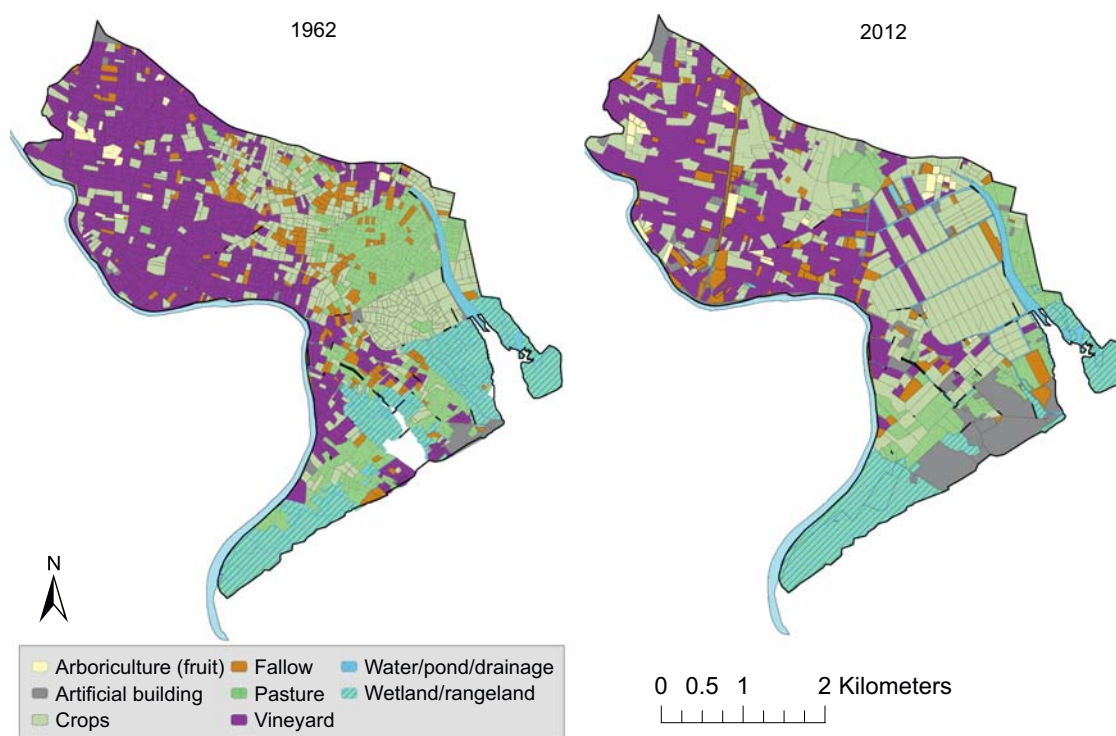 1962
2012
N
Arboriculture (fruit)
Fallow
Water/pond/drainage
Artificial building
Pasture
Wetland/rangeland
Crops
Vineyard
0 0.5 1 2 Kilometers